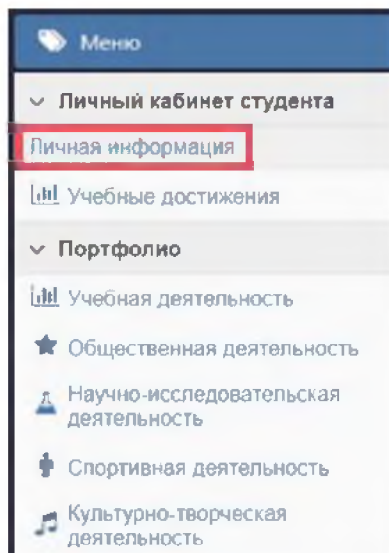 Меню
Личный кабинет студента
Личная информация
Учебные достижения
Портфолио
Учебная деятельность
Общественная деятельность
Научно-исследовательская
деятельность
Спортивная деятельность
Культурно-творческая
деятельность